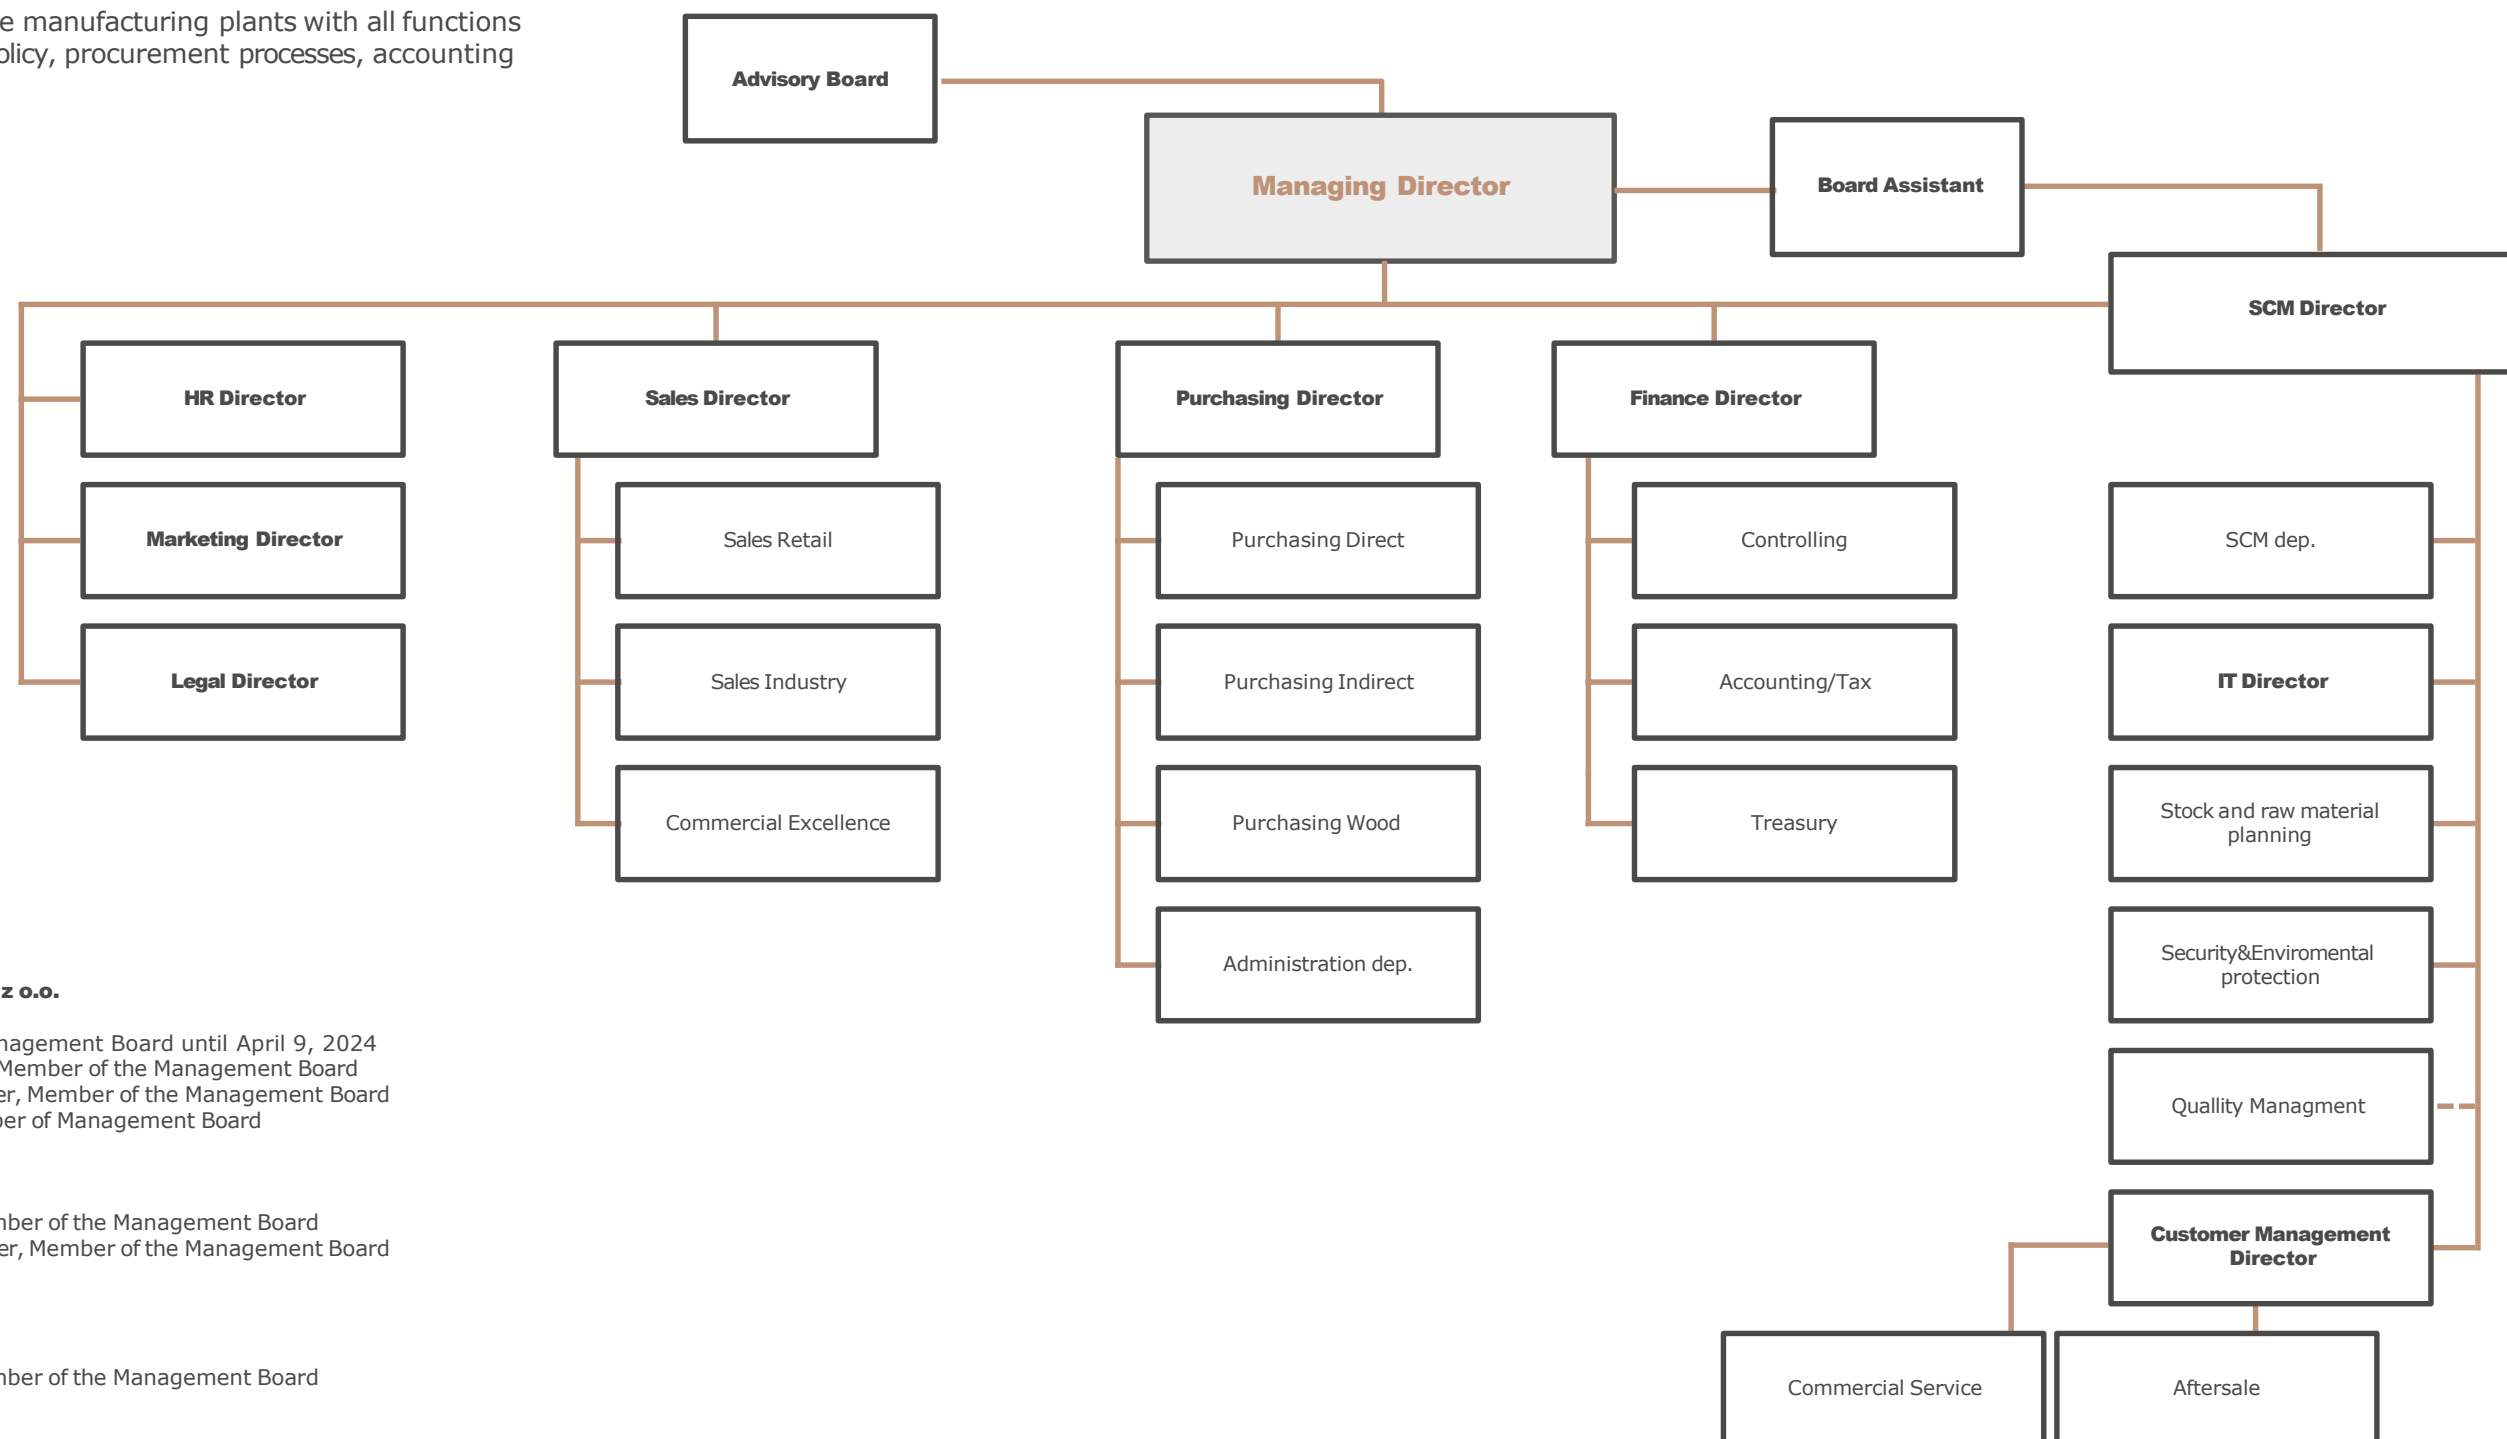 e manufacturing plants with all functions
olicy, procurement processes, accounting
Advisory Board
Managing Director
Board Assistant
SCM Director
HR Director
Sales Director
Purchasing Director
Finance Director
Marketing Director
Sales Retail
Purchasing Direct
Controlling
SCM dep.
Legal Director
Sales Industry
Purchasing Indirect
Accounting/Tax
IT Director
Commercial Excellence
Purchasing Wood
Treasury
Stock and raw material
planning
Administration dep.
Security&Enviromental
protection
z o.o.
nagement Board until April 9, 2024
Member of the Management Board
er, Member of the Management Board
ber of Management Board
Quallity Managment
nber of the Management Board
er, Member of the Management Board
Customer Management
Director
nber of the Management Board
Commercial Service
Aftersale